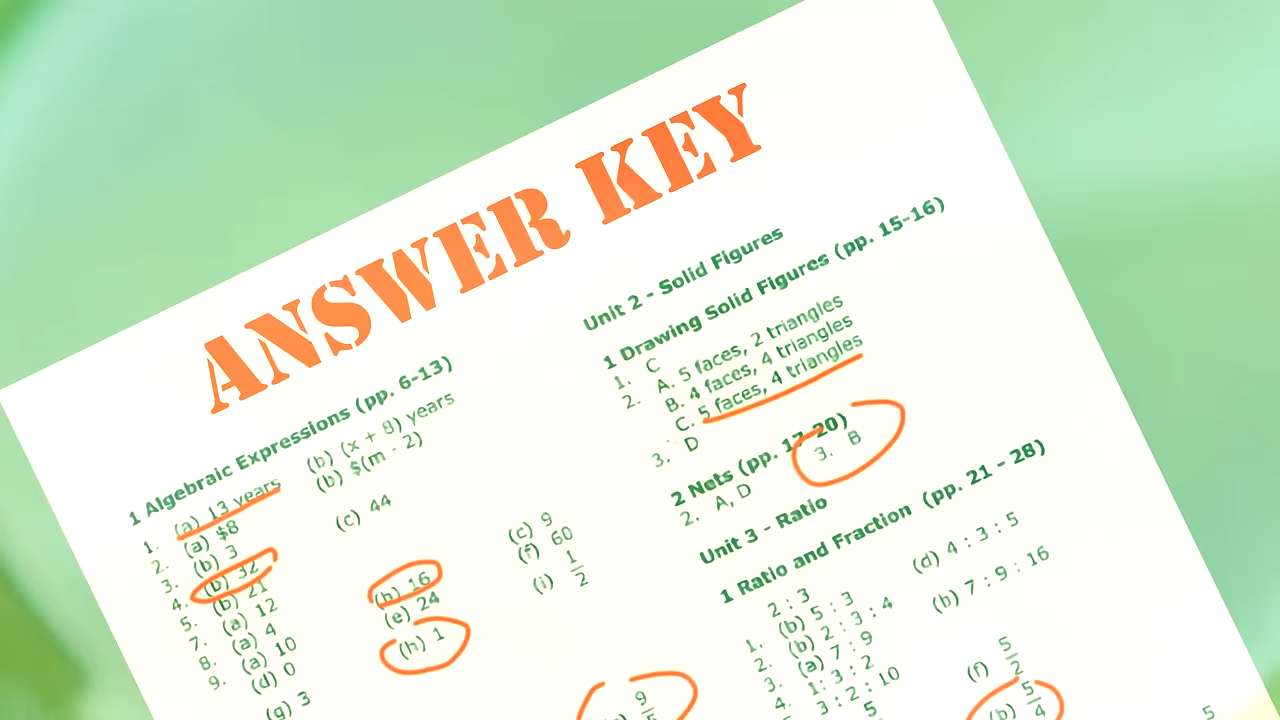 ANSWER KEY
1 Algebraic Expressions (pp. 6-13)
1. (a) 13 years (b) (x + 8) years
2. (a) $8 (b) $(m - 2)
3. (b) 3 (c) 44
4. (b) 32
5. (b) 21
7. (a) 12 (b) 16 (c) 9
8. (a) 4 (e) 24 (f) 60
9. (a) 10 (h) 1 (i) 1/2
(d) 0
(g) 3
9
Unit 2 - Solid Figures
1 Drawing Solid Figures (pp. 15-16)
1. C
2. A. 5 faces, 2 triangles
B. 4 faces, 4 triangles
C. 5 faces, 4 triangles
3. D
2 Nets (pp. 17-20)
2. A, D 3. B
Unit 3 - Ratio
1 Ratio and Fraction (pp. 21 - 28)
2 : 3
1. (b) 5 : 3 (d) 4 : 3 : 5
2. (b) 2 : 3 : 4 (b) 7 : 9 : 16
3. (a) 7 : 9
4. 1: 3 : 2 (f) 5/2
3 : 2 : 10 (b) 5/4
5
5